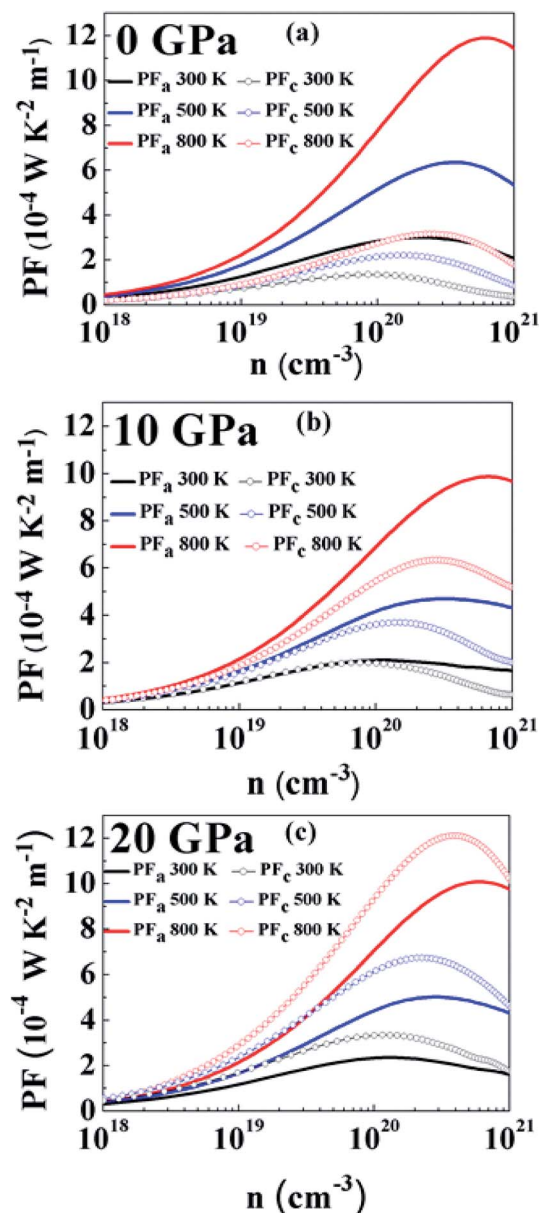 0 GPa (a)
PFa 300 K PFc 300 K
PFa 500 K PFc 500 K
PFa 800 K PFc 800 K
12
10
8
6
4
2
0
PF (10⁻⁴ W K⁻² m⁻¹)
10¹⁸ 10¹⁹ 10²⁰ 10²¹
n (cm⁻³)
10 GPa (b)
PFa 300 K PFc 300 K
PFa 500 K PFc 500 K
PFa 800 K PFc 800 K
12
10
8
6
4
2
0
PF (10⁻⁴ W K⁻² m⁻¹)
10¹⁸ 10¹⁹ 10²⁰ 10²¹
n (cm⁻³)
20 GPa (c)
PFa 300 K PFc 300 K
PFa 500 K PFc 500 K
PFa 800 K PFc 800 K
12
10
8
6
4
2
0
PF (10⁻⁴ W K⁻² m⁻¹)
10¹⁸ 10¹⁹ 10²⁰ 10²¹
n (cm⁻³)